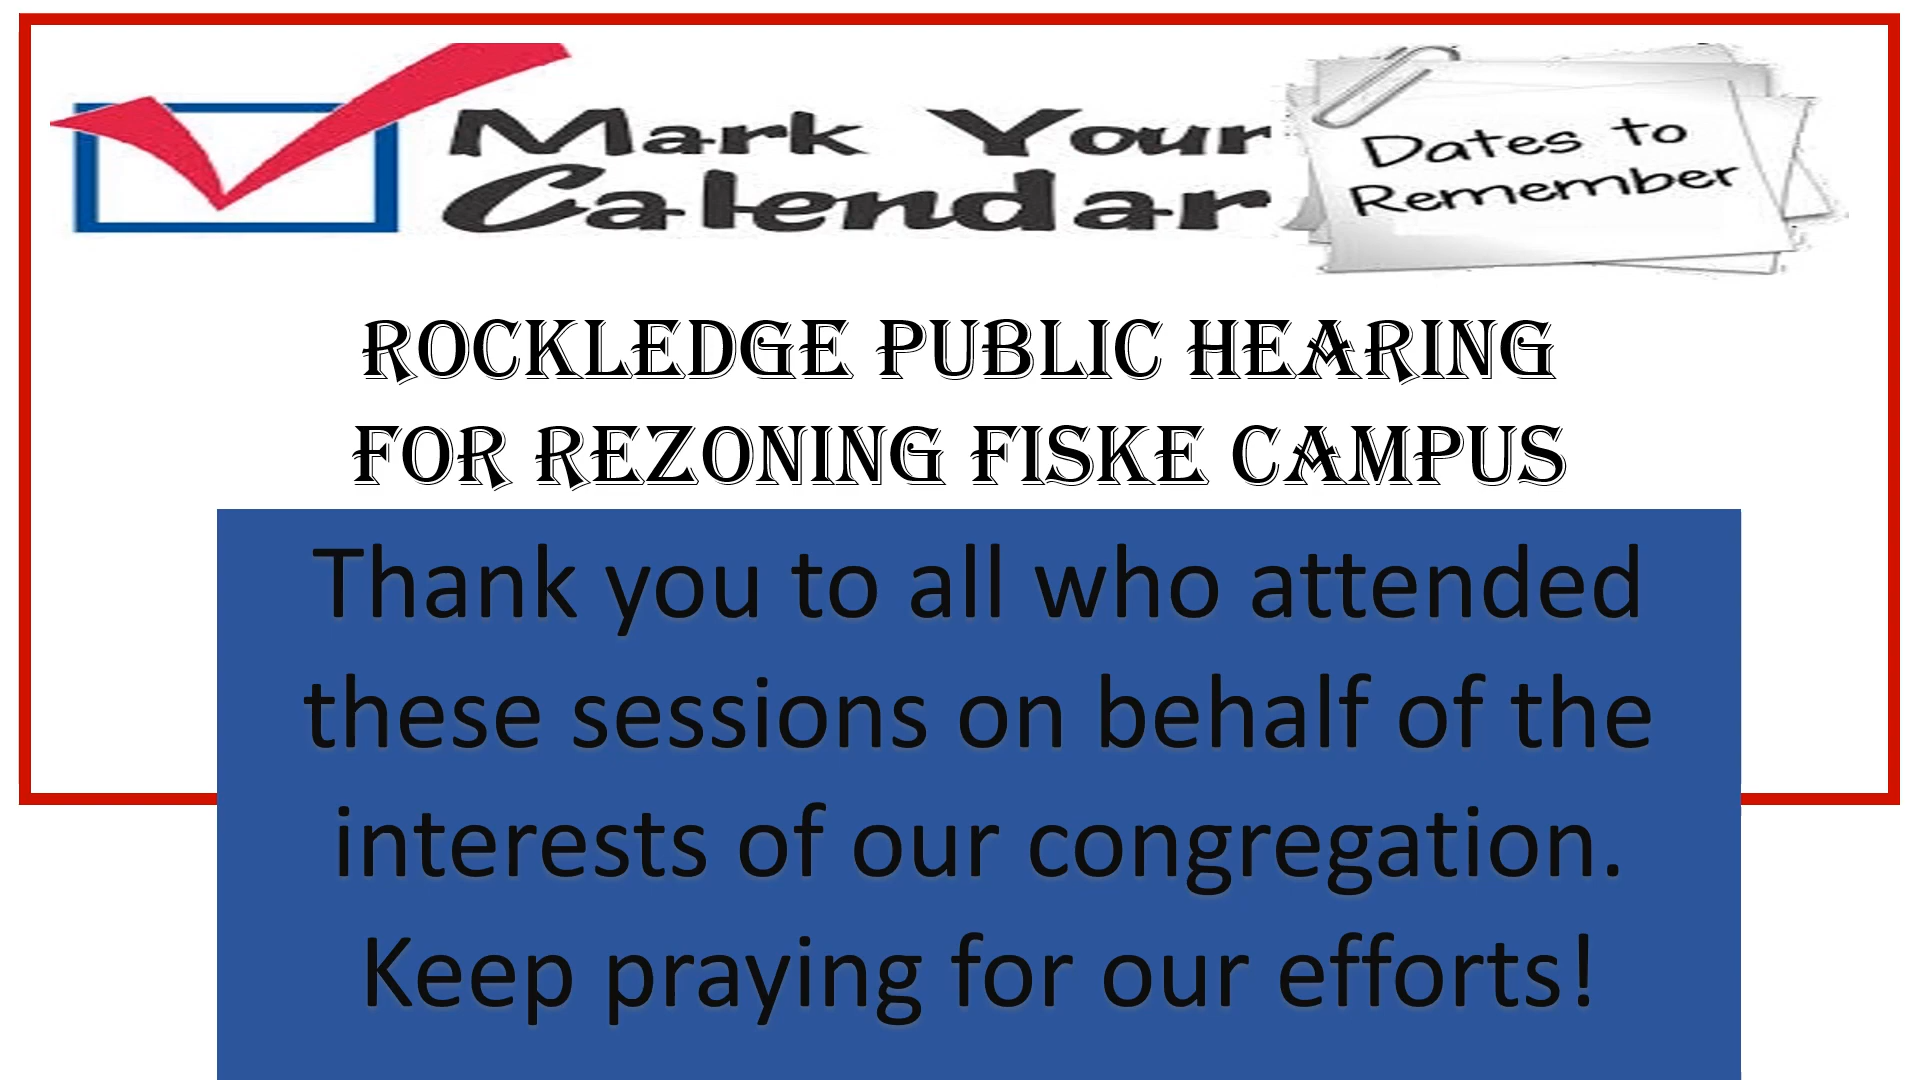 Mark Your
Calendar
Dates to
Remember
ROCKLEDGE PUBLIC HEARING
FOR REZONING FISKE CAMPUS
Thank you to all who attended
these sessions on behalf of the
interests of our congregation.
Keep praying for our efforts!